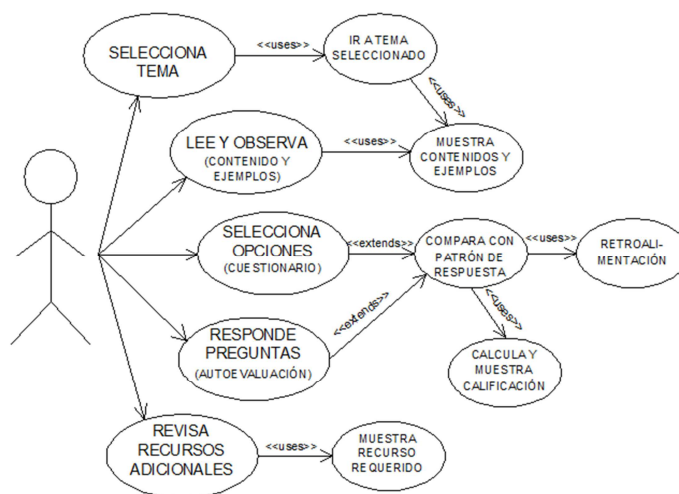 SELECCIONA
TEMA
<<uses>>
IR A TEMA
SELECCIONADO
<<uses>>
LEE Y OBSERVA
(CONTENIDO Y
EJEMPLOS)
<<uses>>
MUESTRA
CONTENIDOS Y
EJEMPLOS
SELECCIONA
OPCIONES
(CUESTIONARIO)
<<extends>>
COMPARA CON
PATRÓN DE
RESPUESTA
<<uses>>
RETROALI-
MENTACIÓN
<<extends>>
<<uses>>
RESPONDE
PREGUNTAS
(AUTOEVALUACIÓN)
CALCULA Y
MUESTRA
CALIFICACIÓN
REVISA
RECURSOS
ADICIONALES
<<uses>>
MUESTRA
RECURSO
REQUERIDO